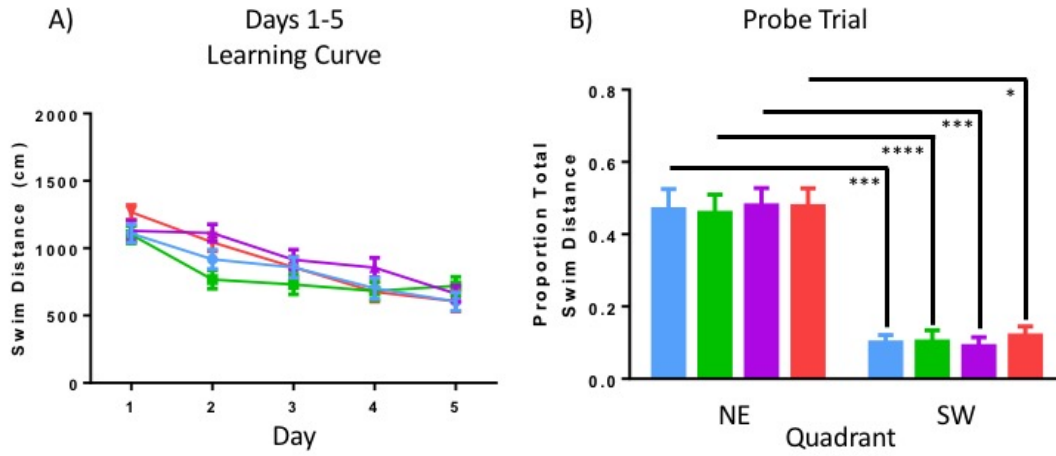 A)
Days 1-5
Learning Curve
Swim Distance (cm)
2000
1500
1000
500
0
1 2 3 4 5
Day
B)
Probe Trial
Proportion Total
Swim Distance
0.8
0.6
0.4
0.2
0.0
*
***
****
***
NE SW
Quadrant